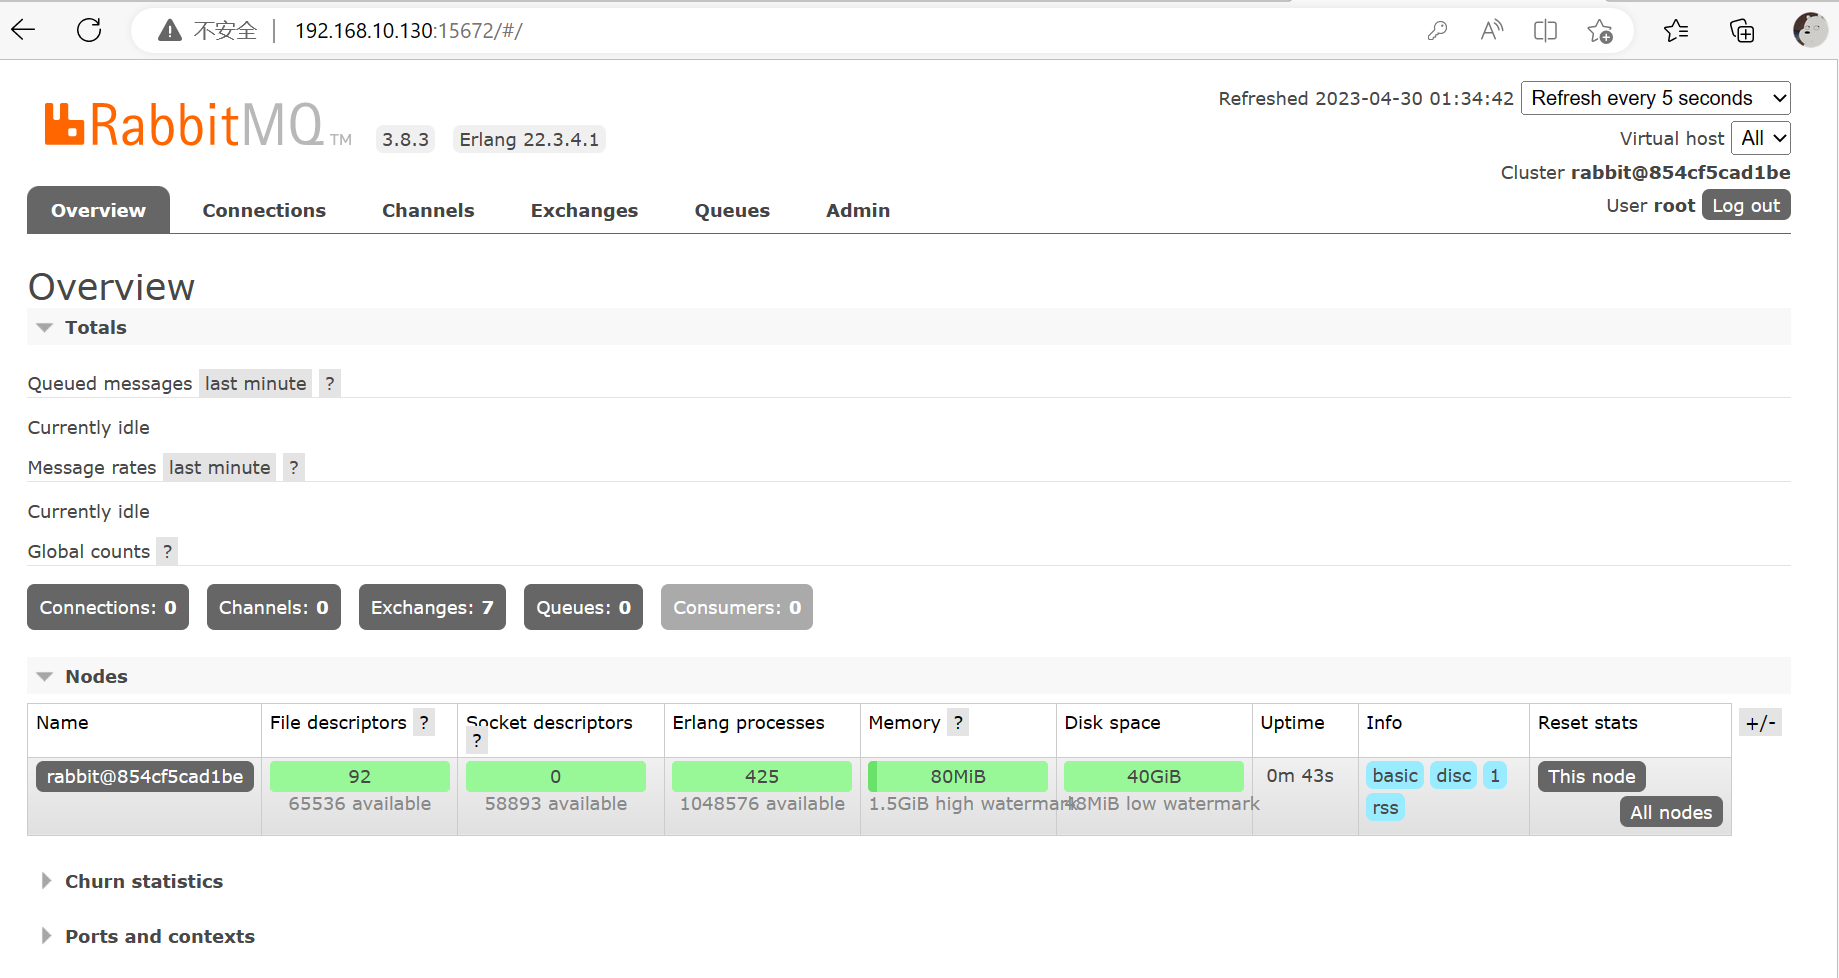 不安全 192.168.10.130:15672/#/
RabbitMQ TM 3.8.3 Erlang 22.3.4.1
Refreshed 2023-04-30 01:34:42 Refresh every 5 seconds
Virtual host All
Cluster rabbit@854cf5cad1be
User root Log out
Overview Connections Channels Exchanges Queues Admin
Overview
Totals
Queued messages last minute ?
Currently idle
Message rates last minute ?
Currently idle
Global counts ?
Connections: 0 Channels: 0 Exchanges: 7 Queues: 0 Consumers: 0
Nodes
Name File descriptors ? Socket descriptors ? Erlang processes Memory ? Disk space Uptime Info Reset stats +/-
rabbit@854cf5cad1be 92 0 425 80MiB 40GiB 0m 43s basic disc 1 This node
65536 available 58893 available 1048576 available 1.5GiB high watermark 48MiB low watermark rss All nodes
Churn statistics
Ports and contexts